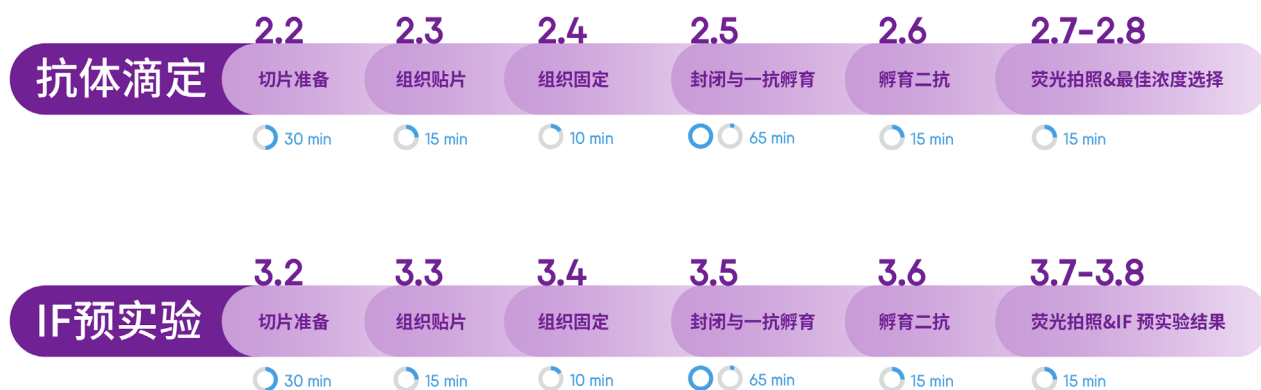 2.2 2.3 2.4 2.5 2.6 2.7-2.8
抗体滴定 切片准备 组织贴片 组织固定 封闭与一抗孵育 孵育二抗 荧光拍照&最佳浓度选择
30 min 15 min 10 min 65 min 15 min 15 min
3.2 3.3 3.4 3.5 3.6 3.7-3.8
IF预实验 切片准备 组织贴片 组织固定 封闭与一抗孵育 孵育二抗 荧光拍照&IF 预实验结果
30 min 15 min 10 min 65 min 15 min 15 min